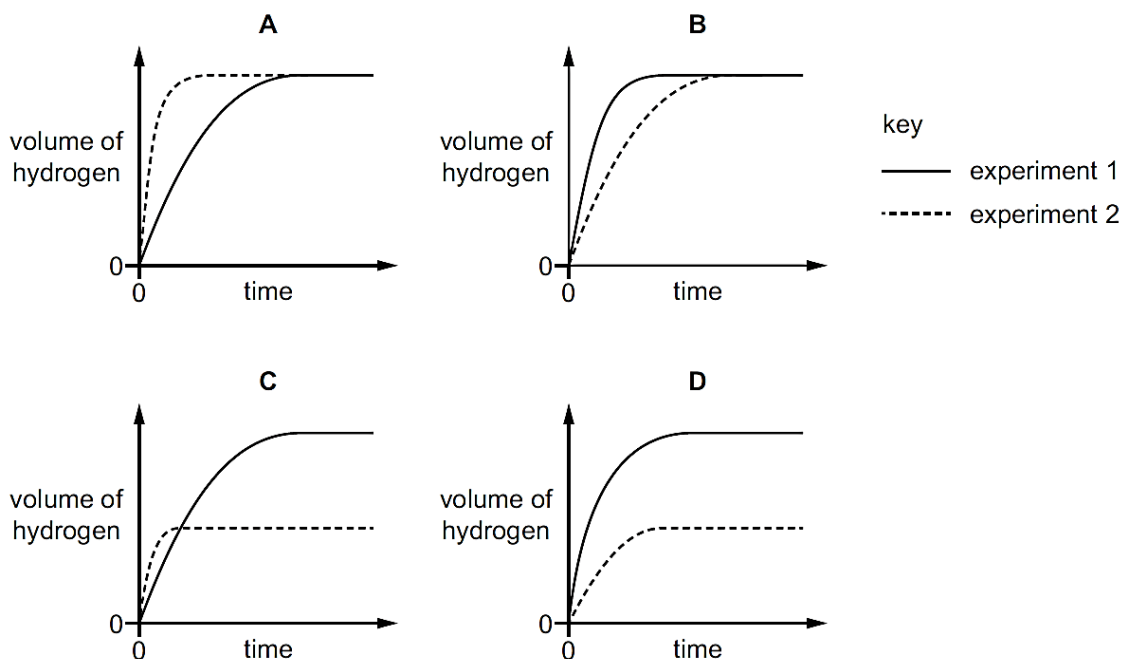 A
volume of
hydrogen
0
0
time
B
volume of
hydrogen
0
0
time
key
experiment 1
experiment 2
C
volume of
hydrogen
0
0
time
D
volume of
hydrogen
0
0
time